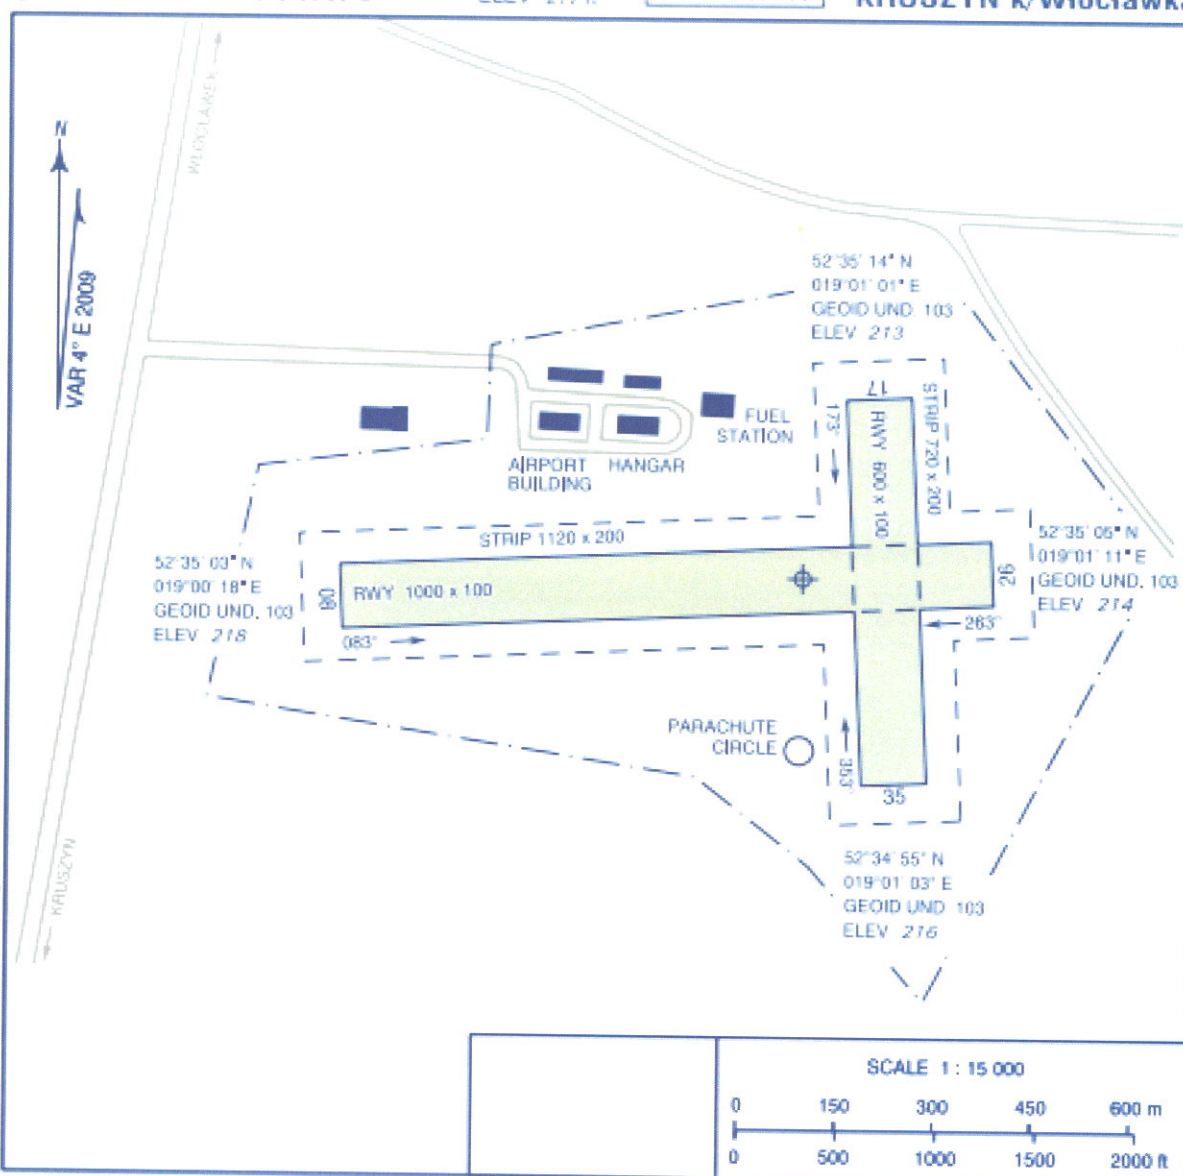 KRUSZYN k/Włocławka
WŁOCŁAWEK
N
VAR 4° E 2009
52°35' 14" N
019°01' 01" E
GEOID UND. 103
ELEV 213
17
173°
RWY 600 x 100
STRIP 720 x 200
FUEL
STATION
AIRPORT
BUILDING
HANGAR
STRIP 1120 x 200
52°35' 03" N
019°00' 18" E
GEOID UND. 103
ELEV 218
08
RWY 1000 x 100
083°
26
263°
52°35' 05" N
019°01' 11" E
GEOID UND. 103
ELEV 214
PARACHUTE
CIRCLE
353°
35
52°34' 55" N
019°01' 03" E
GEOID UND 103
ELEV 216
KRUSZYN
SCALE 1 : 15 000
0 150 300 450 600 m
0 500 1000 1500 2000 ft